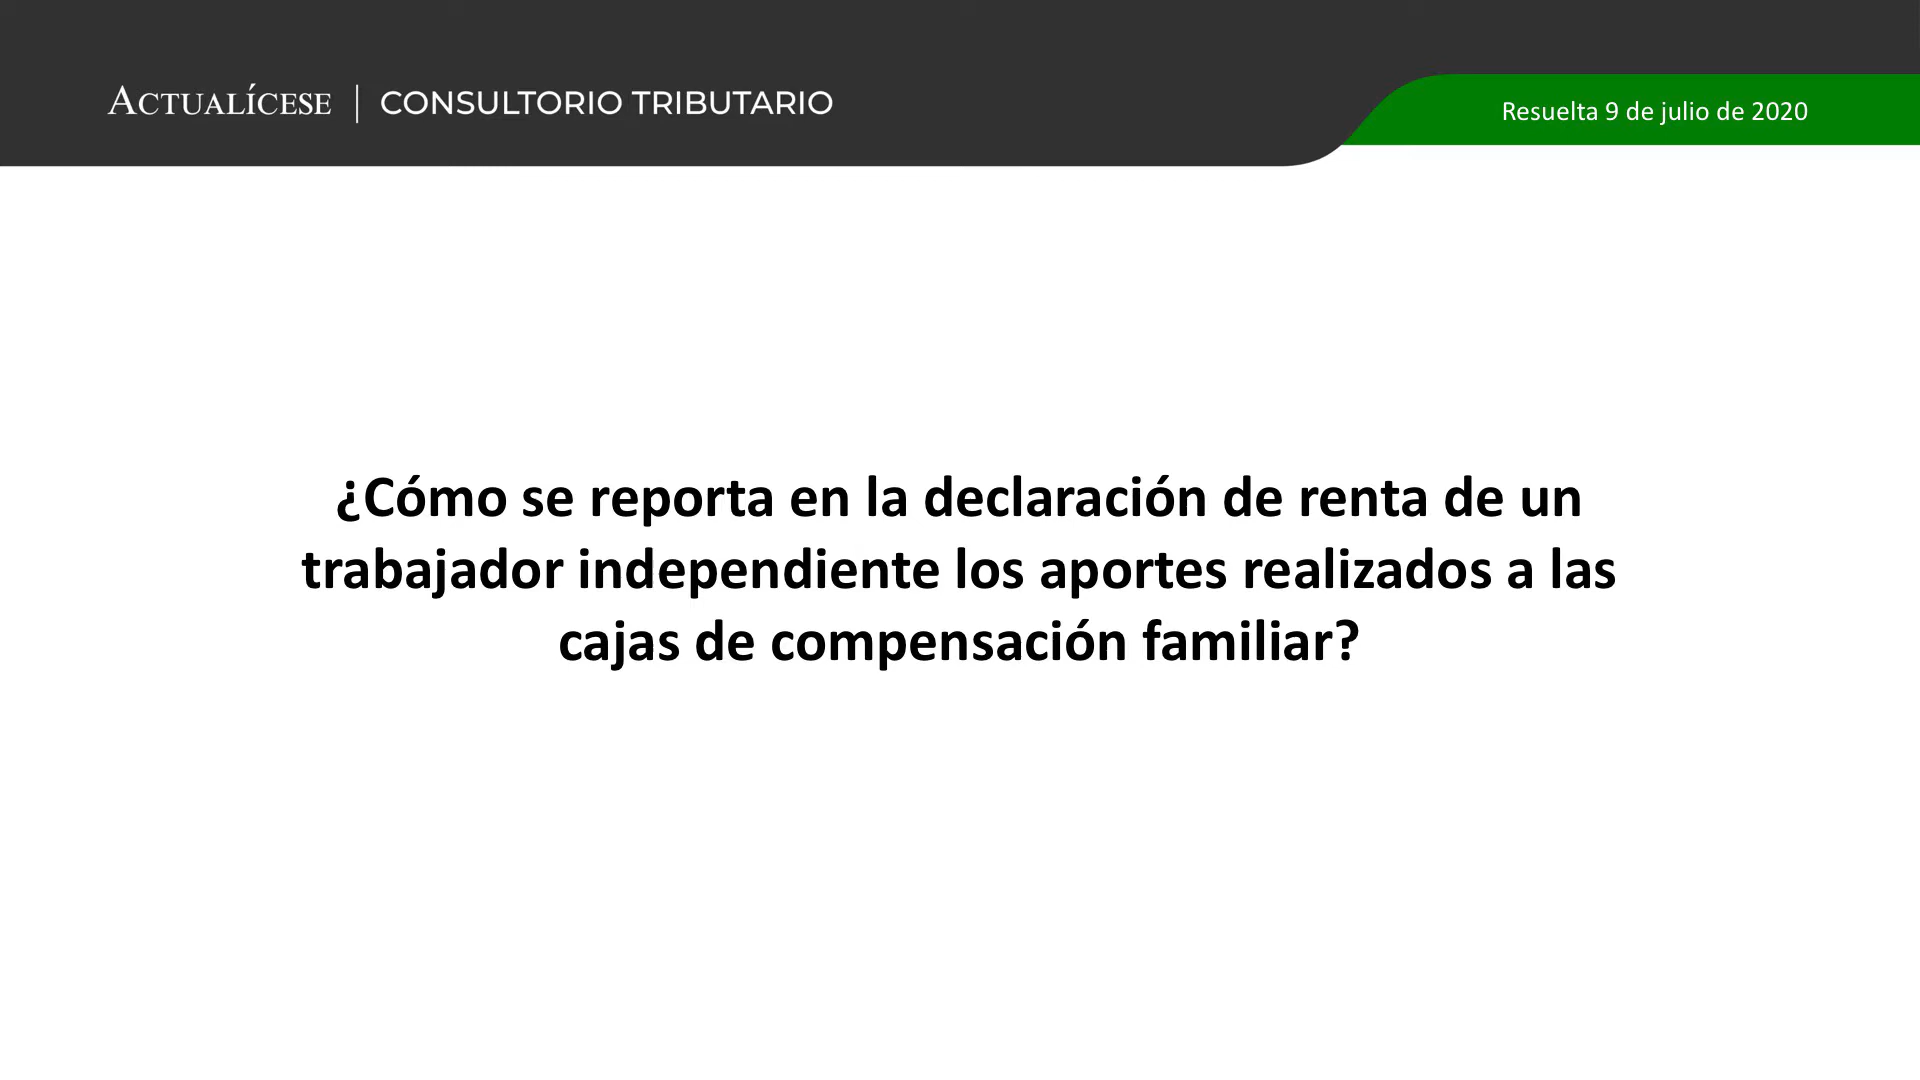 ACTUALÍCESE | CONSULTORIO TRIBUTARIO
Resuelta 9 de julio de 2020
¿Cómo se reporta en la declaración de renta de un
trabajador independiente los aportes realizados a las
cajas de compensación familiar?